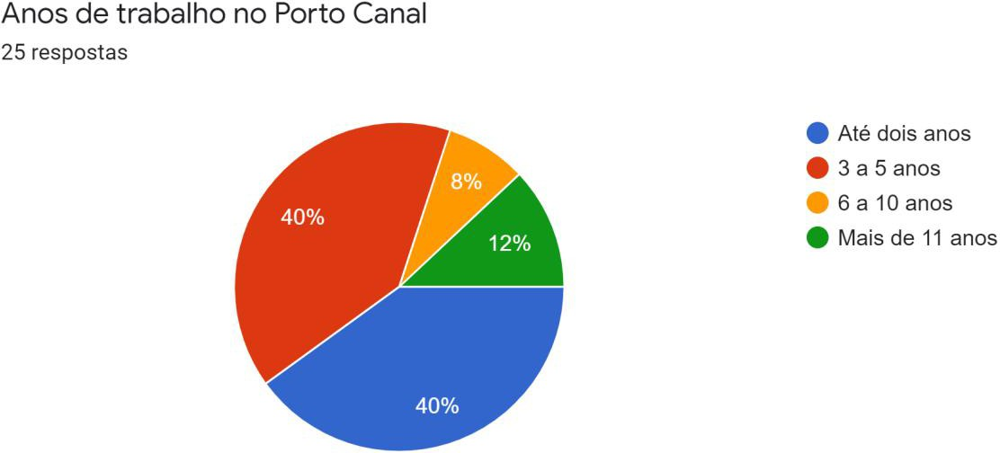 Anos de trabalho no Porto Canal
25 respostas
Até dois anos
3 a 5 anos
6 a 10 anos
Mais de 11 anos
8%
40%
12%
40%